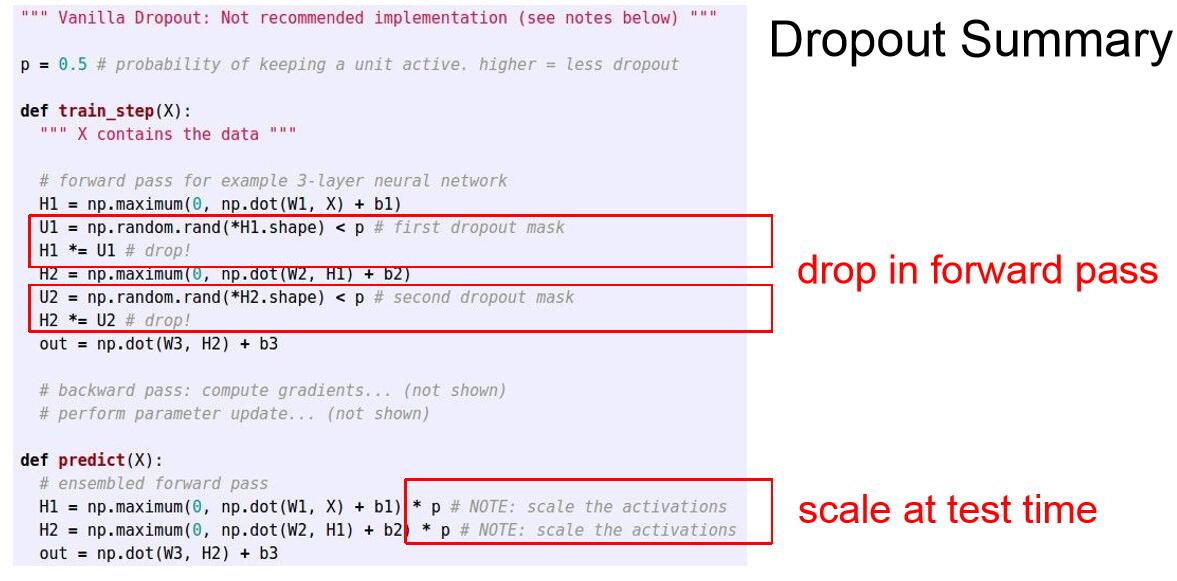 Dropout Summary
""" Vanilla Dropout: Not recommended implementation (see notes below) """
p = 0.5 # probability of keeping a unit active. higher = less dropout
def train_step(X):
""" X contains the data """
# forward pass for example 3-layer neural network
H1 = np.maximum(0, np.dot(W1, X) + b1)
U1 = np.random.rand(*H1.shape) < p # first dropout mask
H1 *= U1 # drop!
H2 = np.maximum(0, np.dot(W2, H1) + b2)
U2 = np.random.rand(*H2.shape) < p # second dropout mask
H2 *= U2 # drop!
out = np.dot(W3, H2) + b3
# backward pass: compute gradients... (not shown)
# perform parameter update... (not shown)
def predict(X):
# ensembled forward pass
H1 = np.maximum(0, np.dot(W1, X) + b1) * p # NOTE: scale the activations
H2 = np.maximum(0, np.dot(W2, H1) + b2) * p # NOTE: scale the activations
out = np.dot(W3, H2) + b3
drop in forward pass
scale at test time